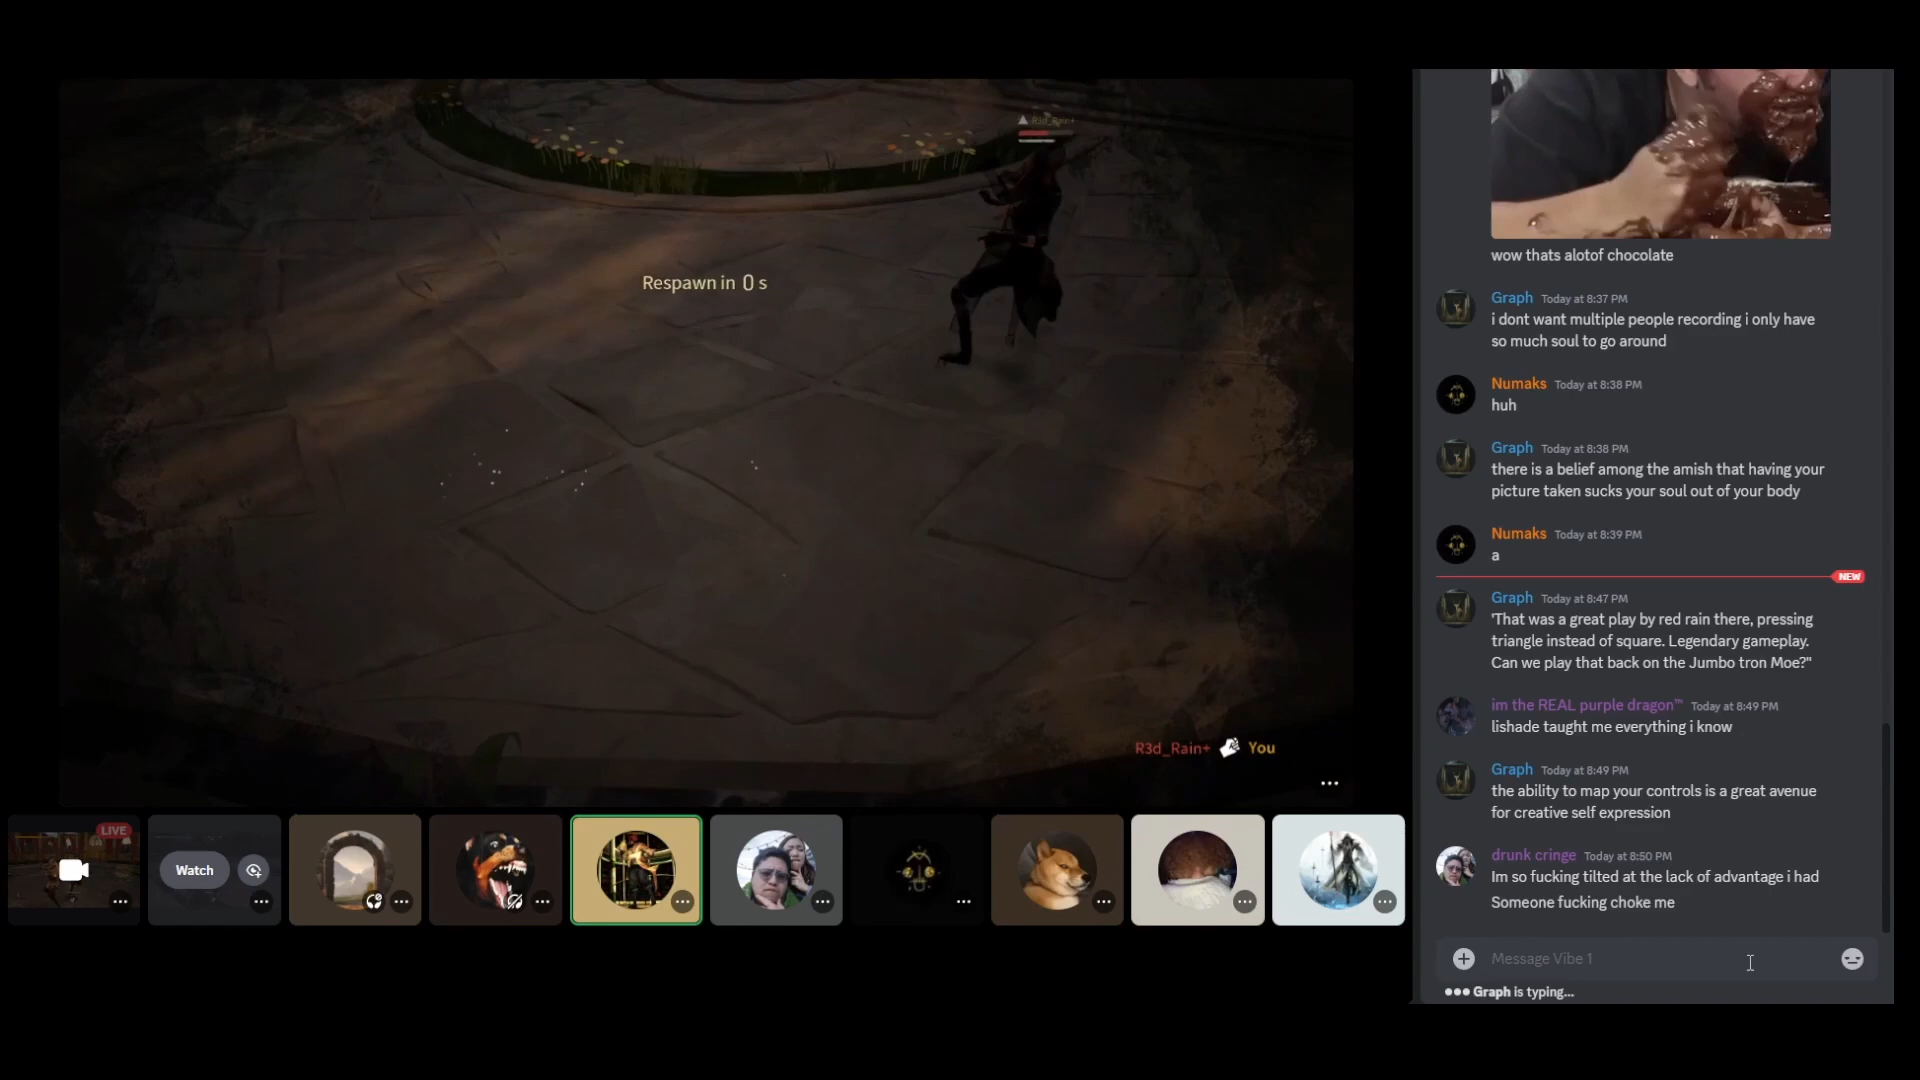 R3d_Rain+
Respawn in 0 s
R3d_Rain+ You
LIVE
Watch
wow thats alotof chocolate
Graph Today at 8:37 PM
i dont want multiple people recording i only have
so much soul to go around
Numaks Today at 8:38 PM
huh
Graph Today at 8:38 PM
there is a belief among the amish that having your
picture taken sucks your soul out of your body
Numaks Today at 8:39 PM
a
NEW
Graph Today at 8:47 PM
'That was a great play by red rain there, pressing
triangle instead of square. Legendary gameplay.
Can we play that back on the Jumbo tron Moe?"
im the REAL purple dragon™ Today at 8:49 PM
lishade taught me everything i know
Graph Today at 8:49 PM
the ability to map your controls is a great avenue
for creative self expression
drunk cringe Today at 8:50 PM
Im so fucking tilted at the lack of advantage i had
Someone fucking choke me
Message Vibe 1
Graph is typing...